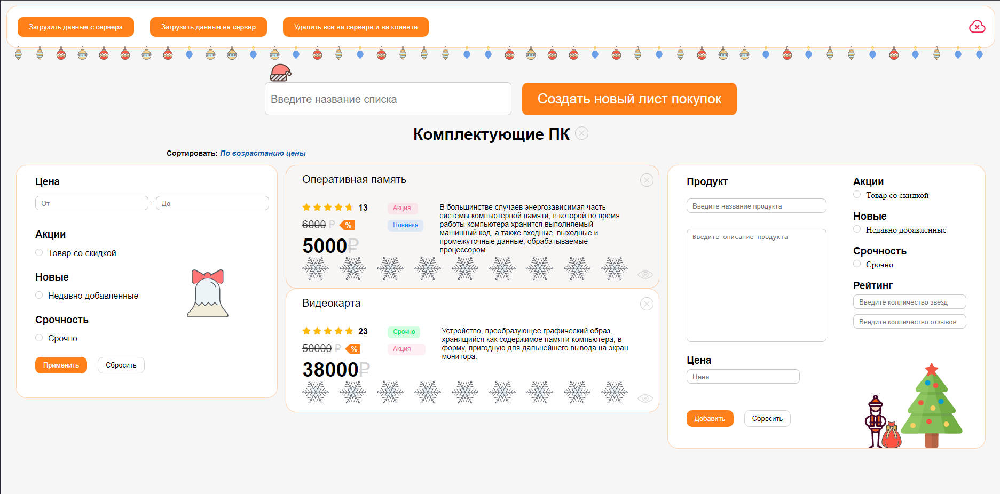 Загрузить данные с сервера
Загрузить данные на сервер
Удалить все на сервере и на клиенте
Введите название списка
Создать новый лист покупок
Комплектующие ПК
Сортировать: По возрастанию цены
Цена
От - До
Акции
Товар со скидкой
Новые
Недавно добавленные
Срочность
Срочно
Применить
Сбросить
Оперативная память
13
6000 ₽ %
5000₽
Акция
Новинка
В большинстве случаев энергозависимая часть
системы компьютерной памяти, в которой во время
работы компьютера хранится выполняемый
машинный код, а также входные, выходные и
промежуточные данные, обрабатываемые
процессором.
Видеокарта
23
50000 ₽ %
38000₽
Срочно
Акция
Устройство, преобразующее графический образ,
хранящийся как содержимое памяти компьютера, в
форму, пригодную для дальнейшего вывода на экран
монитора.
Продукт
Введите название продукта
Введите описание продукта
Цена
Цена
Добавить
Сбросить
Акции
Товар со скидкой
Новые
Недавно добавленные
Срочность
Срочно
Рейтинг
Введите колличество звезд
Введите колличество отзывов